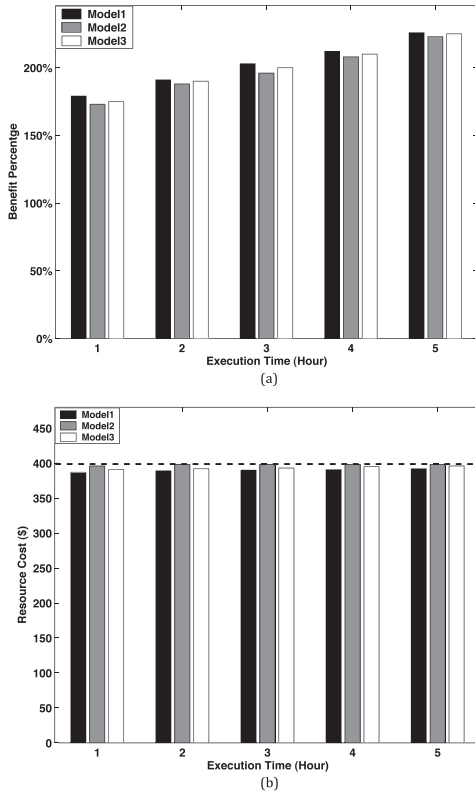 Model1
Model2
Model3
200%
150%
100%
50%
0%
Benefit Percentge
1 2 3 4 5
Execution Time (Hour)
(a)
Model1
Model2
Model3
450
400
350
300
250
200
150
100
50
0
Resource Cost ($)
1 2 3 4 5
Execution Time (Hour)
(b)